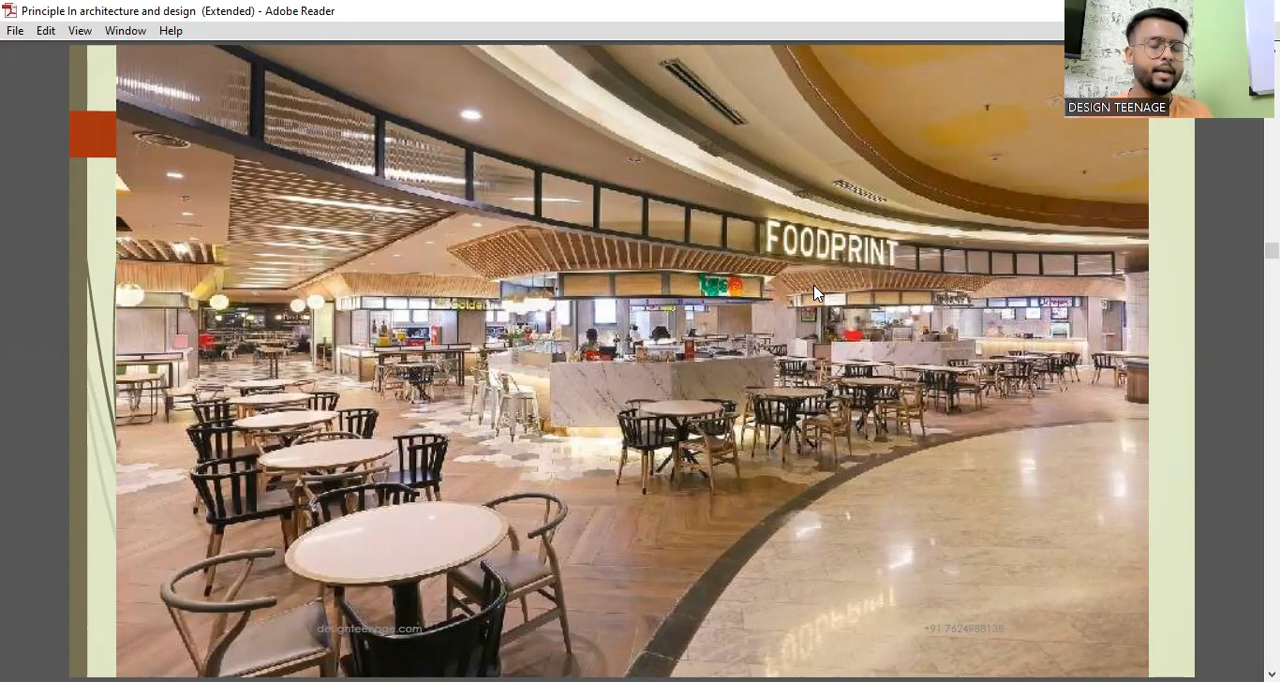 Principle In architecture and design (Extended) - Adobe Reader
File Edit View Window Help
DESIGN TEENAGE
FOODPRINT
designteenage.com
+91 7624988138